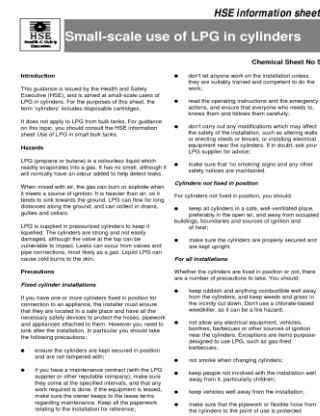 HSE information sheet
HSE
Health & Safety
Executive
Small-scale use of LPG in cylinders
Chemical Sheet No 5
Introduction
This guidance is issued by the Health and Safety
Executive (HSE), and is aimed at small-scale users of
LPG in cylinders. For the purposes of this sheet, the
term 'cylinders' includes disposable cartridges.
It does not apply to LPG from bulk tanks. For guidance
on this topic, you should consult the HSE information
sheet Use of LPG in small bulk tanks.
Hazards
LPG (propane or butane) is a colourless liquid which
readily evaporates into a gas. It has no smell, although it
will normally have an odour added to help detect leaks.
When mixed with air, the gas can burn or explode when
it meets a source of ignition. It is heavier than air, so it
tends to sink towards the ground. LPG can flow for long
distances along the ground, and can collect in drains,
gullies and cellars.
LPG is supplied in pressurised cylinders to keep it
liquefied. The cylinders are strong and not easily
damaged, although the valve at the top can be
vulnerable to impact. Leaks can occur from valves and
pipe connections, most likely as a gas. Liquid LPG can
cause cold burns to the skin.
Precautions
Fixed cylinder installations
If you have one or more cylinders fixed in position for
connection to an appliance, the installer must ensure
that they are located in a safe place and have all the
necessary safety devices to protect the hoses, pipework
and appliances attached to them. However you need to
look after the installation. In particular you should take
the following precautions:
● ensure the cylinders are kept secured in position
and are not tampered with;
● if you have a maintenance contract (with the LPG
supplier or other reputable company), make sure
they come at the specified intervals, and that any
work required is done. If the equipment is leased,
make sure the owner keeps to the lease terms
regarding maintenance. Keep all the paperwork
relating to the installation for reference;
● don't let anyone work on the installation unless
they are suitably trained and competent to do the
work;
● read the operating instructions and the emergency
actions, and ensure that everyone who needs to,
knows them and follows them carefully;
● don't carry out any modifications which may affect
the safety of the installation, such as altering walls
or erecting sheds or fences, or installing electrical
equipment near the cylinders. If in doubt, ask your
LPG supplier for advice;
● make sure that 'no smoking' signs and any other
safety notices are maintained.
Cylinders not fixed in position
For cylinders not fixed in position, you should:
● keep all cylinders in a safe, well-ventilated place,
preferably in the open air, and away from occupied
buildings, boundaries and sources of ignition and
of heat;
● make sure the cylinders are properly secured and
are kept upright.
For all installations
Whether the cylinders are fixed in position or not, there
are a number of precautions to take. You should:
● keep rubbish and anything combustible well away
from the cylinders, and keep weeds and grass in
the vicinity cut down. Don't use a chlorate-based
weedkiller, as it can be a fire hazard;
● not allow any electrical equipment, vehicles,
bonfires, barbecues or other sources of ignition
near the cylinders. Exceptions are items purpose-
designed to use LPG, such as gas-fired
barbecues;
● not smoke when changing cylinders;
● keep people not involved with the installation well
away from it, particularly children;
● keep vehicles well away from the installation;
● make sure that the pipework or flexible hose from
the cylinders to the point of use is protected